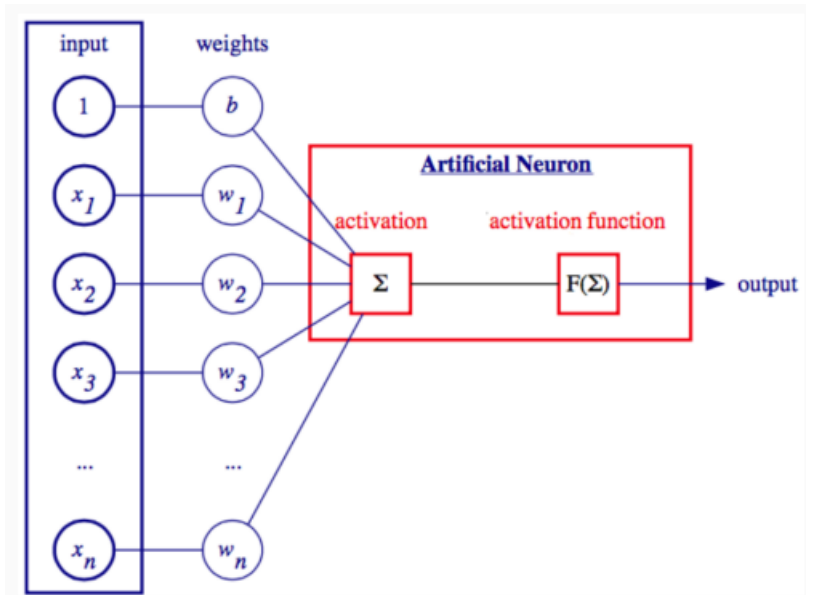 input weights
1 b
Artificial Neuron
x1 w1
activation activation function
x2 w2 Σ F(Σ) output
x3 w3
... ...
xn wn